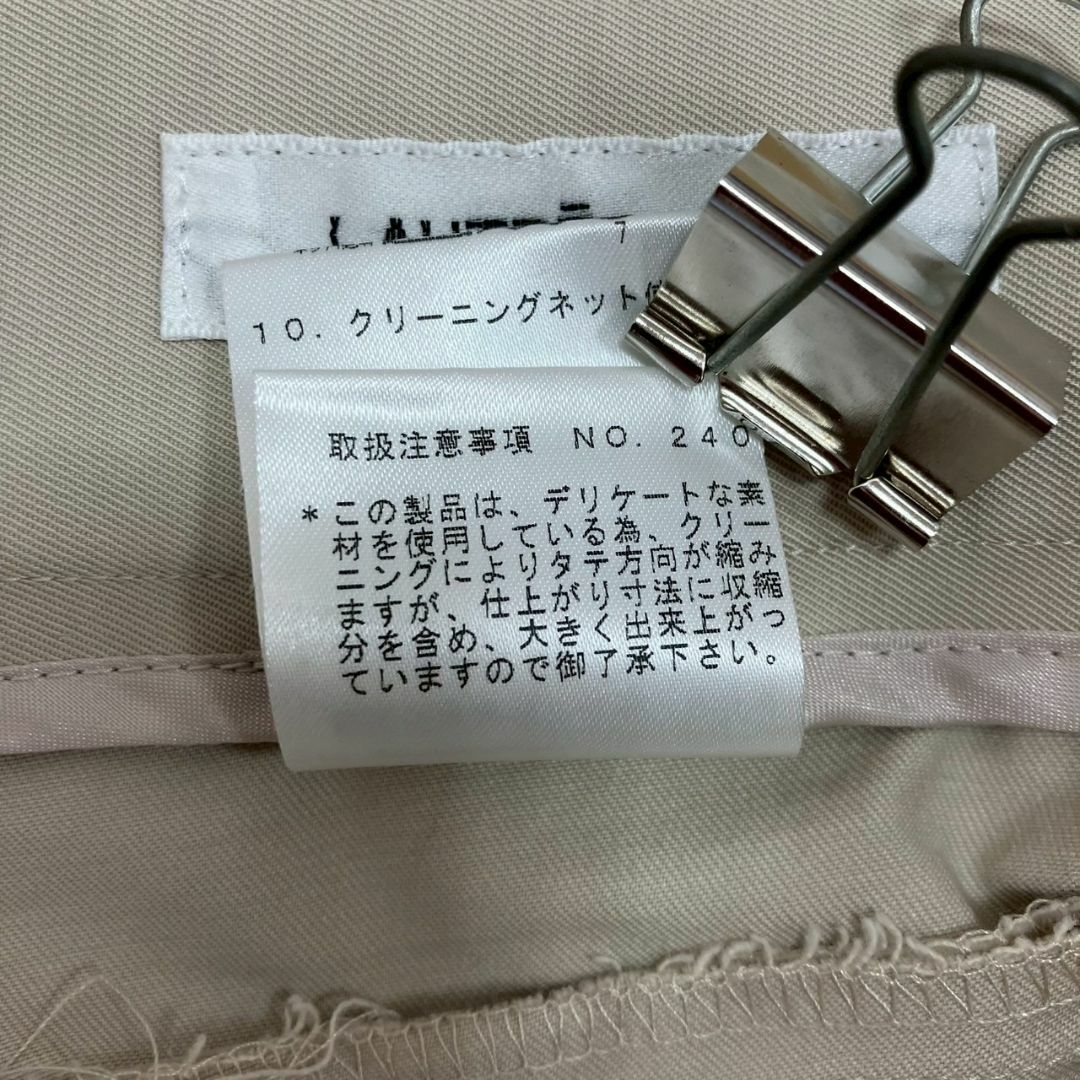 7
10. クリーニングネット
取扱注意事項 NO. 240
*この製品は、デリケートな素
材を使用している為、クリー
ニングによりタテ方向が縮み
ますが、仕上がり寸法に収縮
分を含め、大きく出来上がっ
ていますので御了承下さい。